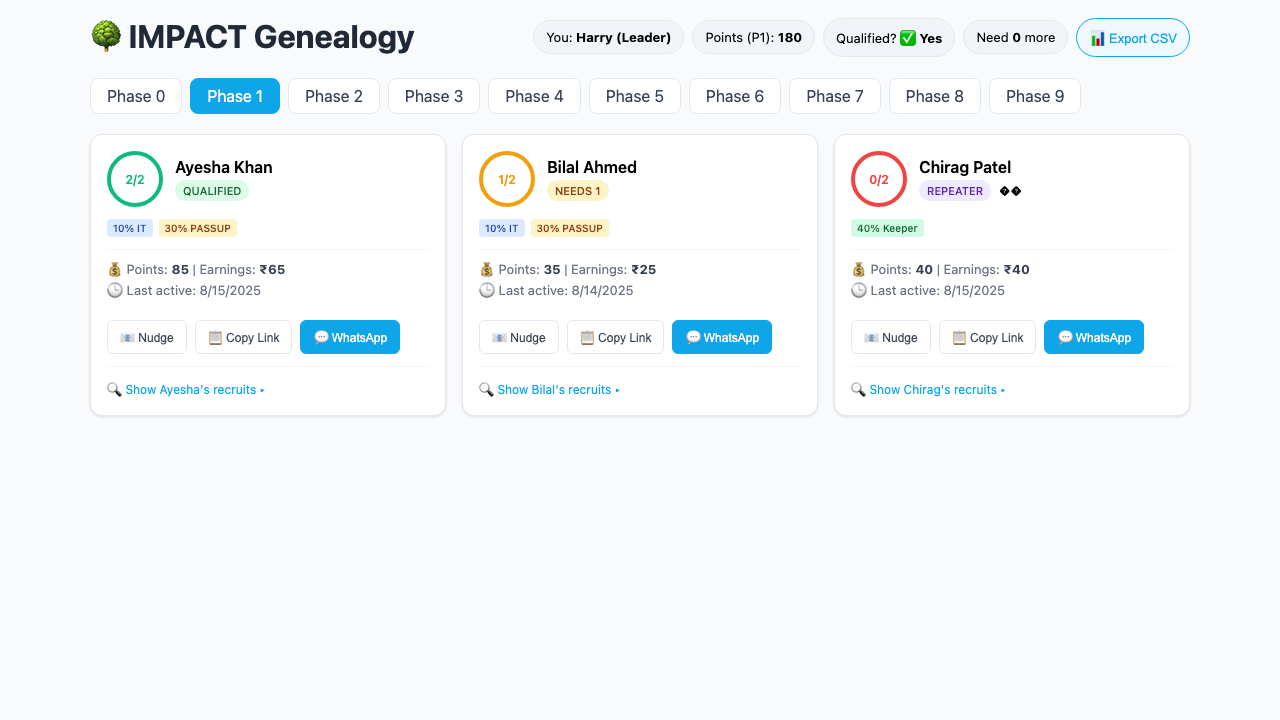 🌳 IMPACT Genealogy
You: Harry (Leader)
Points (P1): 180
Qualified? ✅ Yes
Need 0 more
📊 Export CSV
Phase 0
Phase 1
Phase 2
Phase 3
Phase 4
Phase 5
Phase 6
Phase 7
Phase 8
Phase 9
2/2
Ayesha Khan
QUALIFIED
10% IT
30% PASSUP
💰 Points: 85 | Earnings: ₹65
🕒 Last active: 8/15/2025
📧 Nudge
📋 Copy Link
💬 WhatsApp
🔍 Show Ayesha's recruits ▸
1/2
Bilal Ahmed
NEEDS 1
10% IT
30% PASSUP
💰 Points: 35 | Earnings: ₹25
🕒 Last active: 8/14/2025
📧 Nudge
📋 Copy Link
💬 WhatsApp
🔍 Show Bilal's recruits ▸
0/2
Chirag Patel
REPEATER ��
40% Keeper
💰 Points: 40 | Earnings: ₹40
🕒 Last active: 8/15/2025
📧 Nudge
📋 Copy Link
💬 WhatsApp
🔍 Show Chirag's recruits ▸